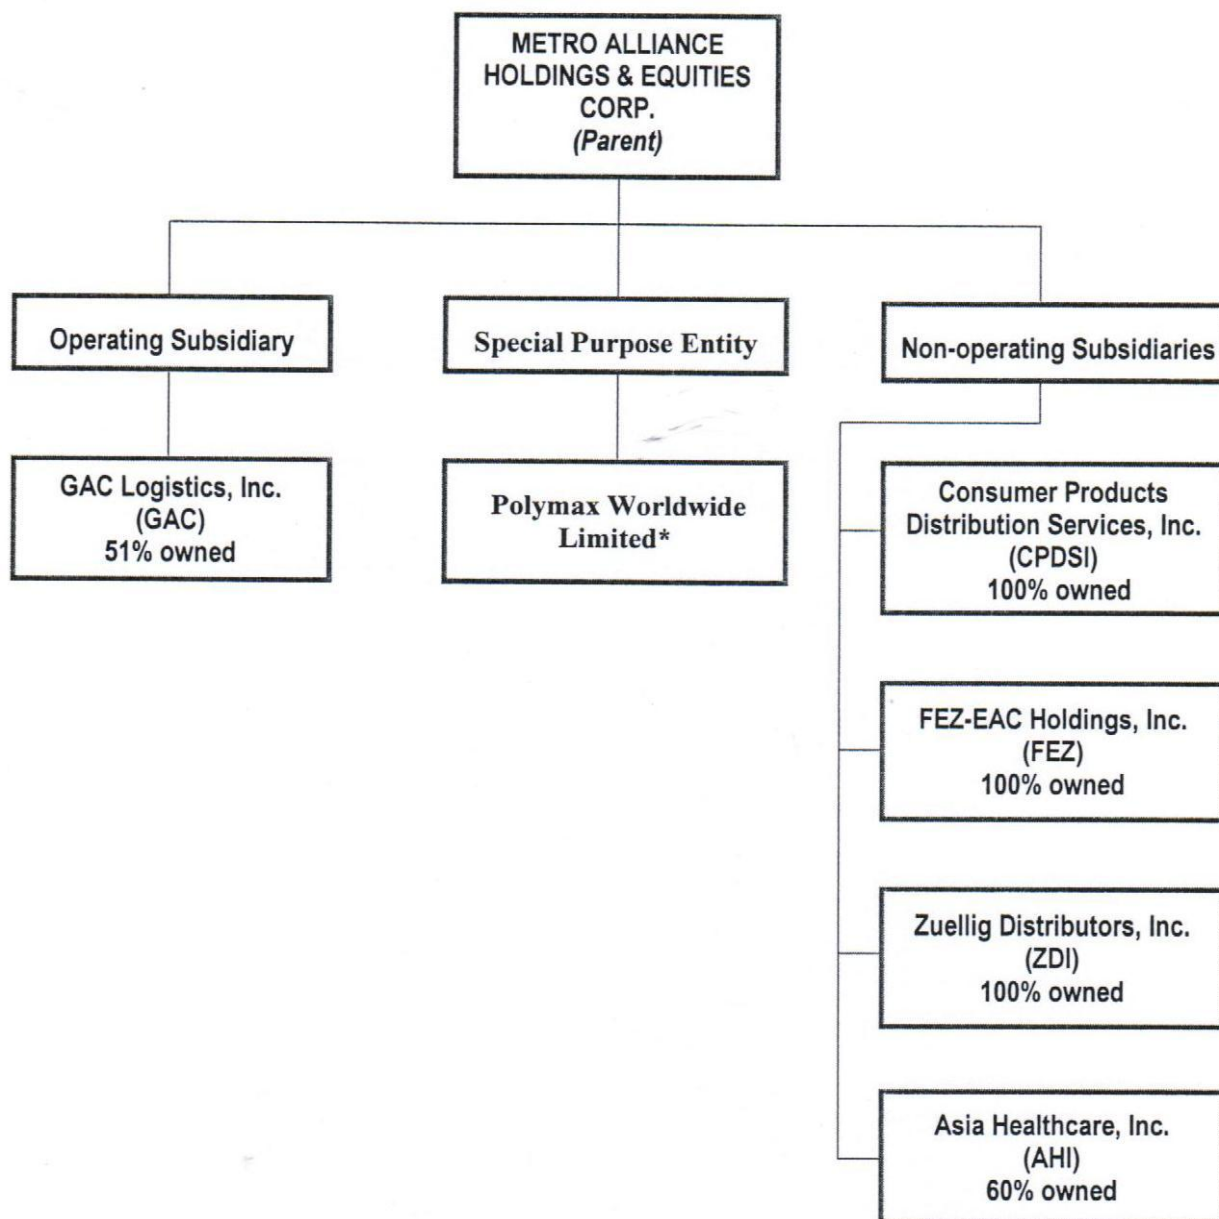 METRO ALLIANCE
HOLDINGS & EQUITIES
CORP.
(Parent)
Operating Subsidiary
Special Purpose Entity
Non-operating Subsidiaries
GAC Logistics, Inc.
(GAC)
51% owned
Polymax Worldwide
Limited*
Consumer Products
Distribution Services, Inc.
(CPDSI)
100% owned
FEZ-EAC Holdings, Inc.
(FEZ)
100% owned
Zuellig Distributors, Inc.
(ZDI)
100% owned
Asia Healthcare, Inc.
(AHI)
60% owned